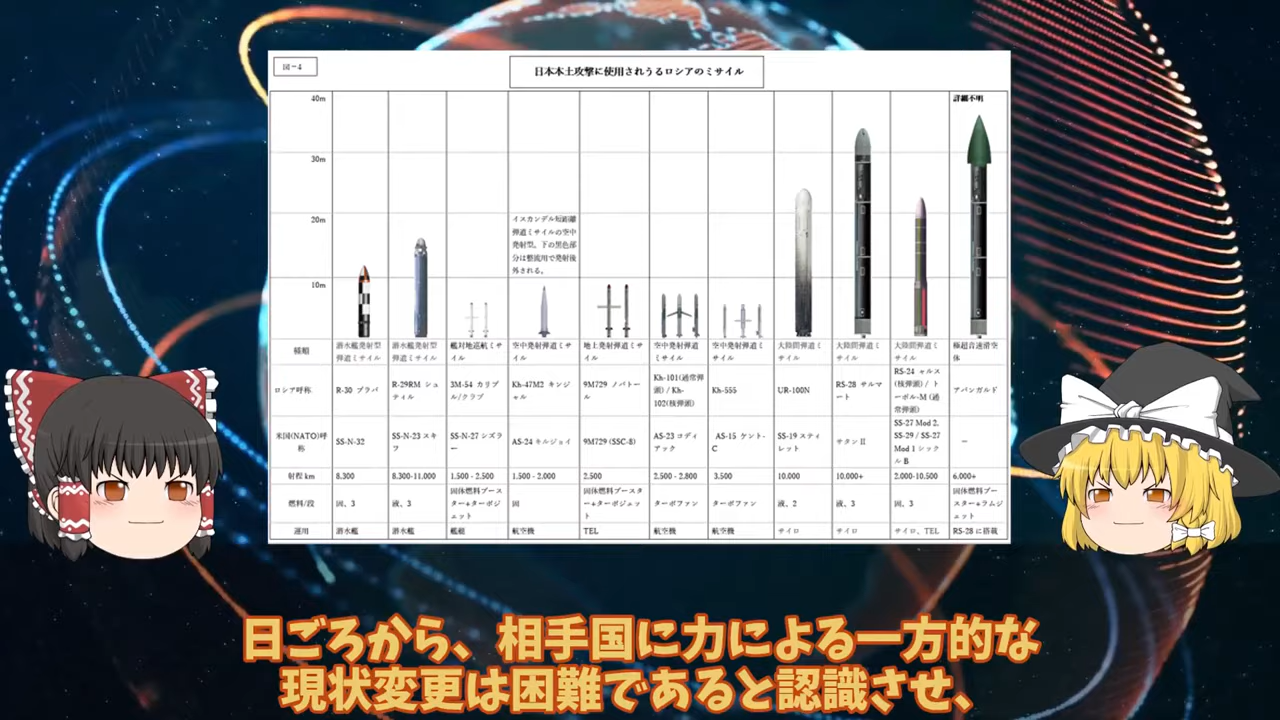 図－4
日本本土攻撃に使用されうるロシアのミサイル
40m
詳細不明
30m
20m
イスカンデル短距離
弾道ミサイルの空中
発射型。下の黒色部
分は整流用で発射後
外される。
10m
種類
潜水艦発射型
弾道ミサイル
潜水艦発射型
弾道ミサイル
艦対地巡航ミサ
イル
空中発射弾道ミサ
イル
地上発射弾道ミサ
イル
空中発射弾道
ミサイル
空中発射弾道ミ
サイル
大陸間弾道ミ
サイル
大陸間弾道ミ
サイル
大陸間弾道ミ
サイル
極超音速滑空
体
ロシア呼称
R-30 ブラバ
R-29RM シュ
ティル
3M-54 カリブ
ル/クラブ
Kh-47M2 キンジ
ャル
9M729 ノバトー
ル
Kh-101(通常弾
頭) / Kh-
102(核弾頭)
Kh-555
UR-100N
RS-28 サルマ
ート
RS-24 ヤルス
(核弾頭) / ト
ーポル-M (通
常弾頭)
アバンガルド
米国(NATO)呼
称
SS-N-32
SS-N-23 スキ
フ
SS-N-27 シズラ
ー
AS-24 キルジョイ
9M729 (SSC-8)
AS-23 コディ
アック
AS-15 ケント-
C
SS-19 スティ
レット
サタンⅡ
SS-27 Mod 2,
SS-29 / SS-27
Mod 1 シック
ル B
－
射程 km
8.300
8.300-11.000
1.500 - 2.500
1.500 - 2.000
2.500
2.500 - 2.800
3.500
10.000
10.000+
2.000-10.500
6.000+
燃料/段
固、3
液、3
固体燃料ブース
ター+ターボジ
ェット
固
固体燃料ブースタ
ー+ターボジェッ
ト
ターボファン
ターボファン
液、2
液、3
固、3
固体燃料ブー
スター+ラムジ
ェット
運用
潜水艦
潜水艦
艦艇
航空機
TEL
航空機
航空機
サイロ
サイロ
サイロ、TEL
RS-28 に搭載
日ごろから、相手国に力による一方的な
現状変更は困難であると認識させ、